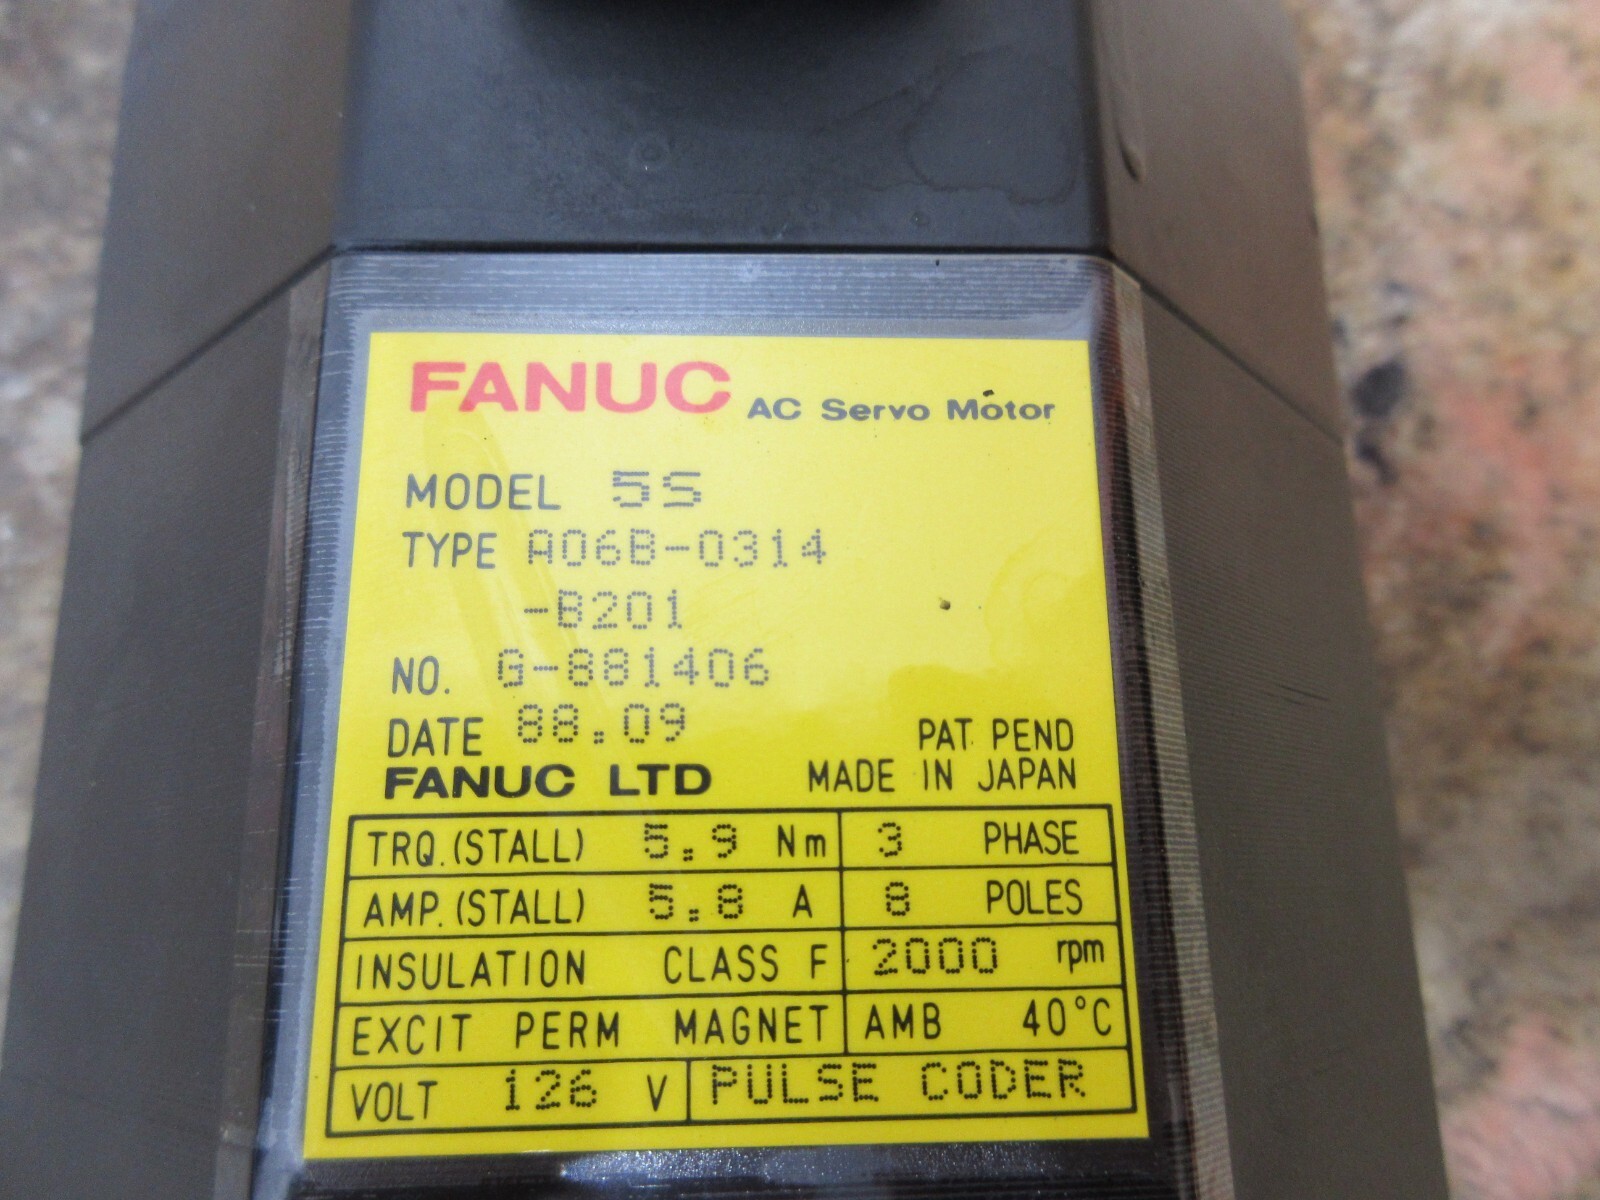 FANUC AC Servo Motor
MODEL 5S
TYPE A06B-0314
-B201
NO. G-881406
DATE 88.09
PAT PEND
FANUC LTD MADE IN JAPAN
TRQ.(STALL) 5.9 Nm 3 PHASE
AMP.(STALL) 5.8 A 8 POLES
INSULATION CLASS F 2000 rpm
EXCIT PERM MAGNET AMB 40°C
VOLT 126 V PULSE CODER